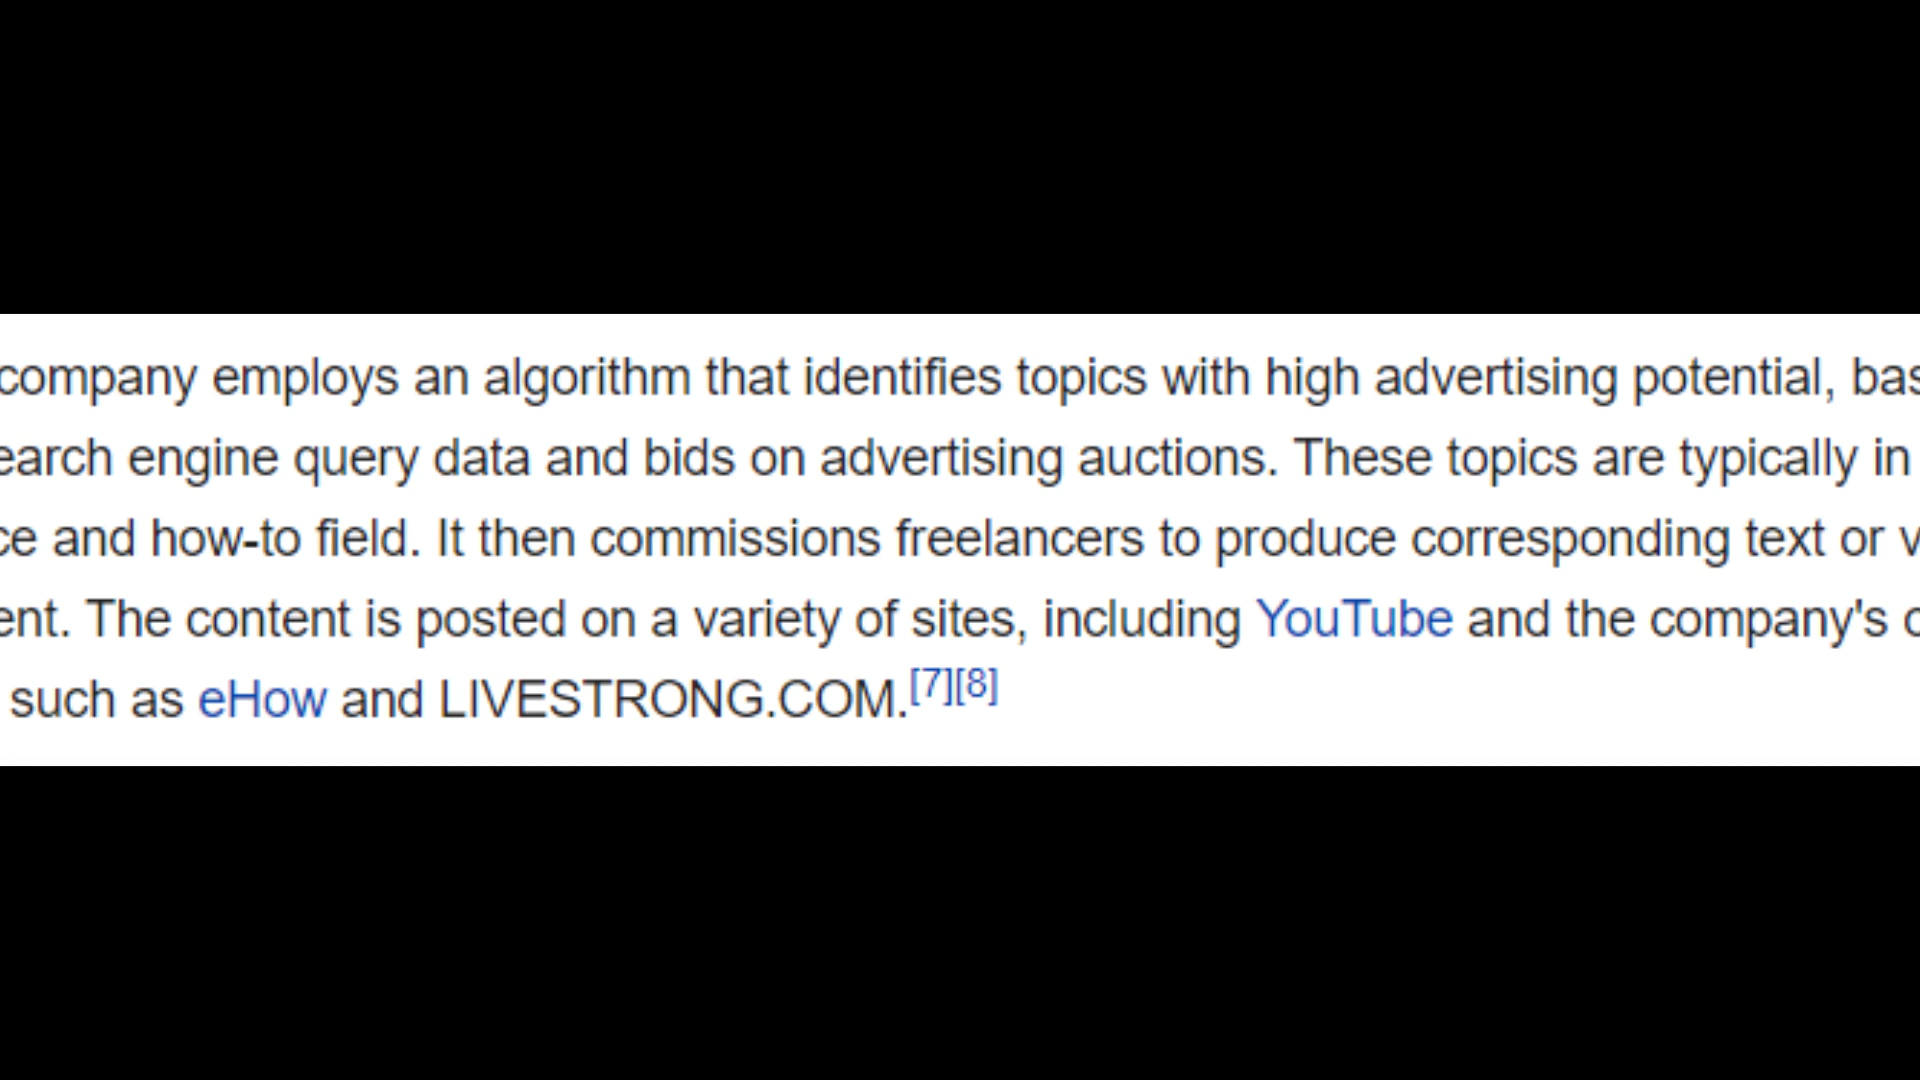 company employs an algorithm that identifies topics with high advertising potential, bas
earch engine query data and bids on advertising auctions. These topics are typically in
ce and how-to field. It then commissions freelancers to produce corresponding text or v
ent. The content is posted on a variety of sites, including YouTube and the company's o
such as eHow and LIVESTRONG.COM.[7][8]